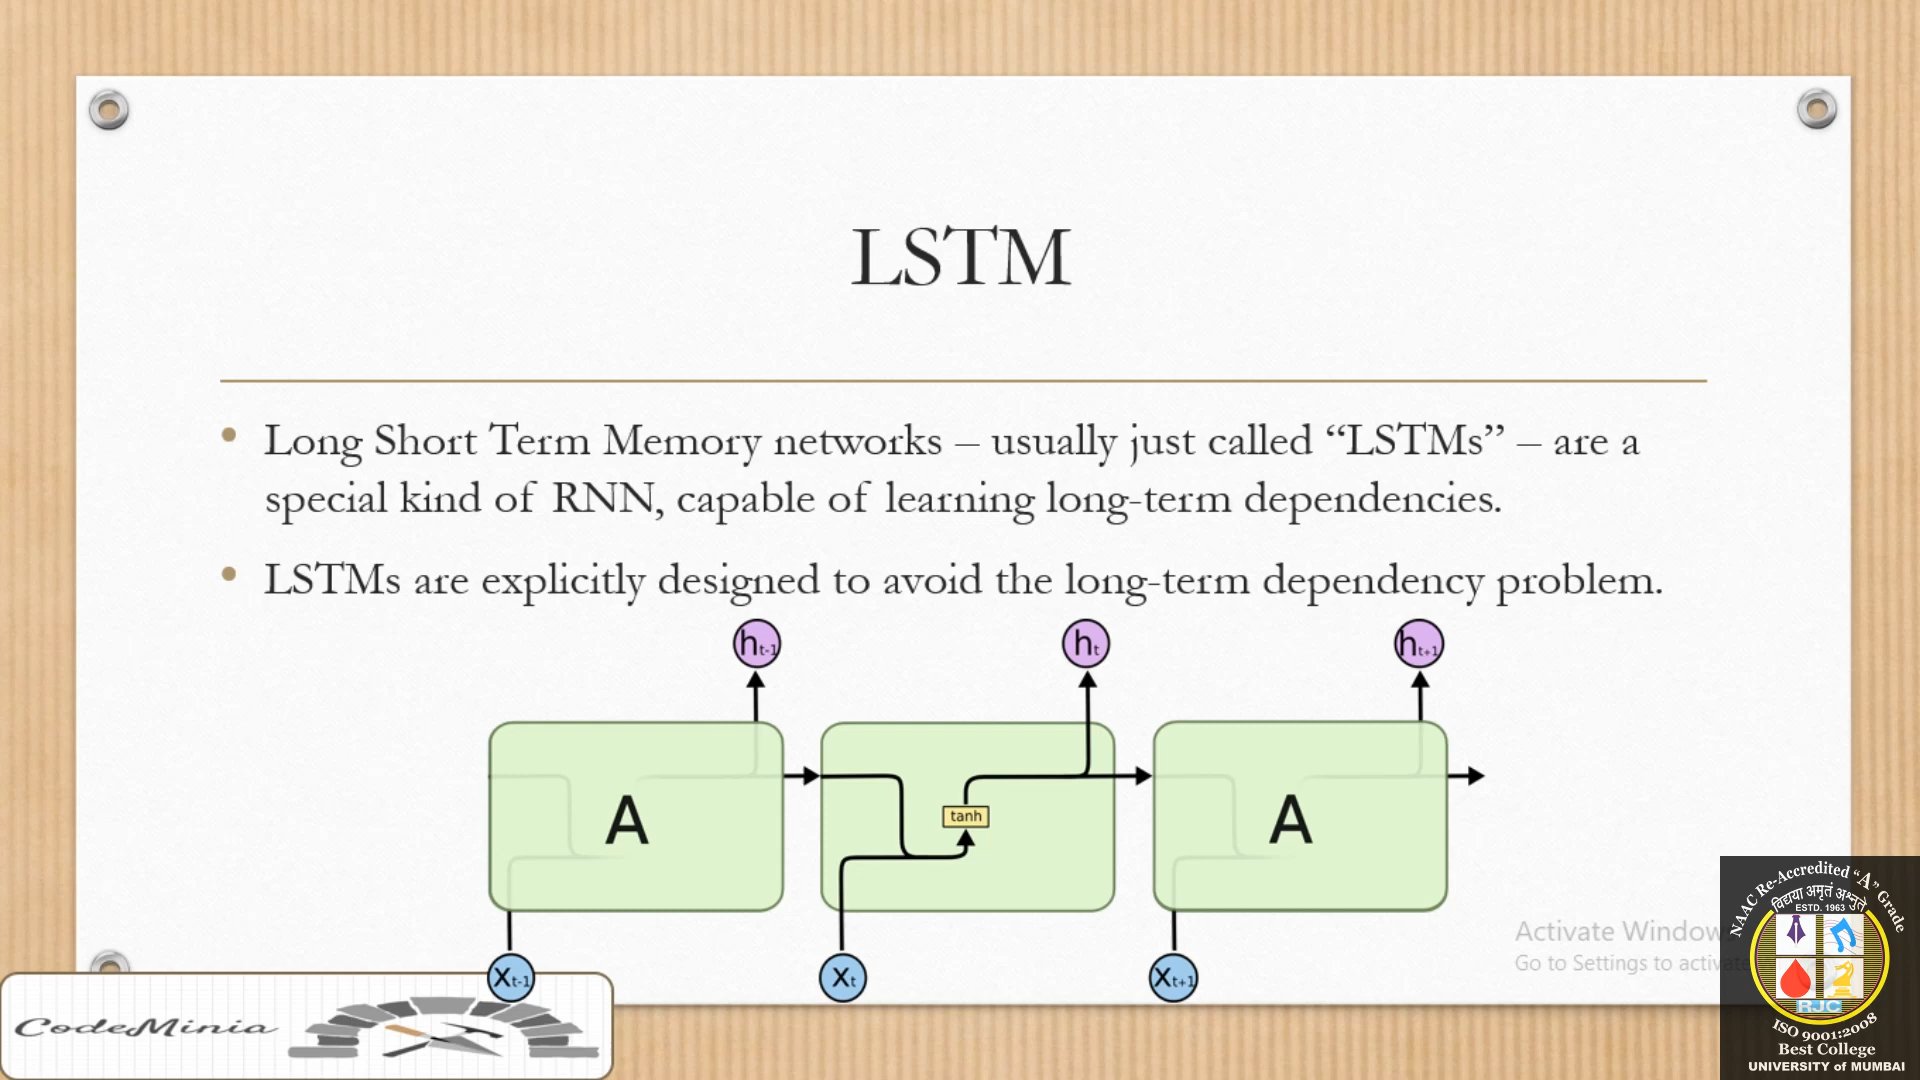 LSTM
• Long Short Term Memory networks – usually just called “LSTMs” – are a
special kind of RNN, capable of learning long-term dependencies.
• LSTMs are explicitly designed to avoid the long-term dependency problem.
ht-1 ht ht+1
A tanh A
Xt-1 Xt Xt+1
Activate Windows
Go to Settings to activate
CodeMinia
NAAC Re-Accredited “A” Grade
विद्या अमृतं अश्नुते
ESTD. 1963
RJC
ISO 9001:2008
Best College
UNIVERSITY of MUMBAI